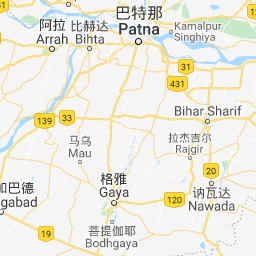 巴特那
Patna
Kamalpur
Singhiya
阿拉
Arrah
比赫达
Bihta
31
431
139
33
Bihar Sharif
马乌
Mau
拉杰吉尔
Rajgir
20
加巴德
gabad
格雅
Gaya
120
讷瓦达
Nawada
19
菩提伽耶
Bodhgaya